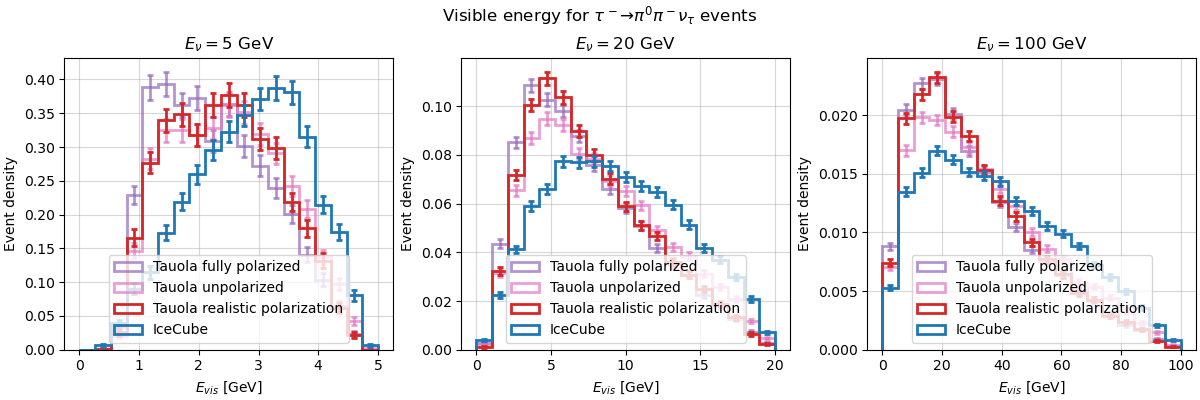 Visible energy for τ⁻→π⁰π⁻ν_τ events
E_ν = 5 GeV
Event density
0.40
0.35
0.30
0.25
0.20
0.15
0.10
0.05
0.00
Tauola fully polarized
Tauola unpolarized
Tauola realistic polarization
IceCube
0 1 2 3 4 5
E_vis [GeV]
E_ν = 20 GeV
Event density
0.10
0.08
0.06
0.04
0.02
0.00
Tauola fully polarized
Tauola unpolarized
Tauola realistic polarization
IceCube
0 5 10 15 20
E_vis [GeV]
E_ν = 100 GeV
Event density
0.020
0.015
0.010
0.005
0.000
Tauola fully polarized
Tauola unpolarized
Tauola realistic polarization
IceCube
0 20 40 60 80 100
E_vis [GeV]